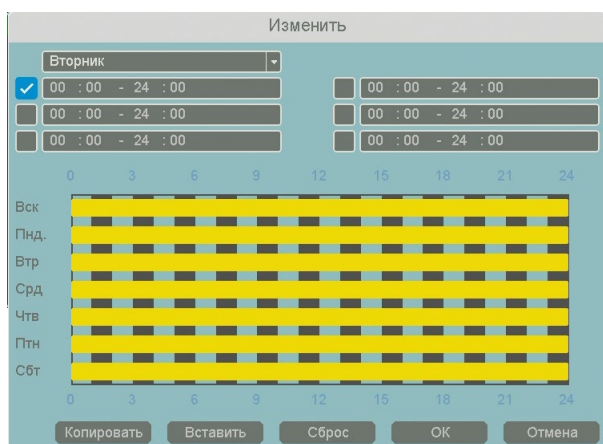 Изменить
Вторник
00 : 00 - 24 : 00 00 : 00 - 24 : 00
00 : 00 - 24 : 00 00 : 00 - 24 : 00
00 : 00 - 24 : 00 00 : 00 - 24 : 00
0 3 6 9 12 15 18 21 24
Вск
Пнд.
Втр
Срд
Чтв
Птн
Сбт
0 3 6 9 12 15 18 21 24
Копировать Вставить Сброс OK Отмена